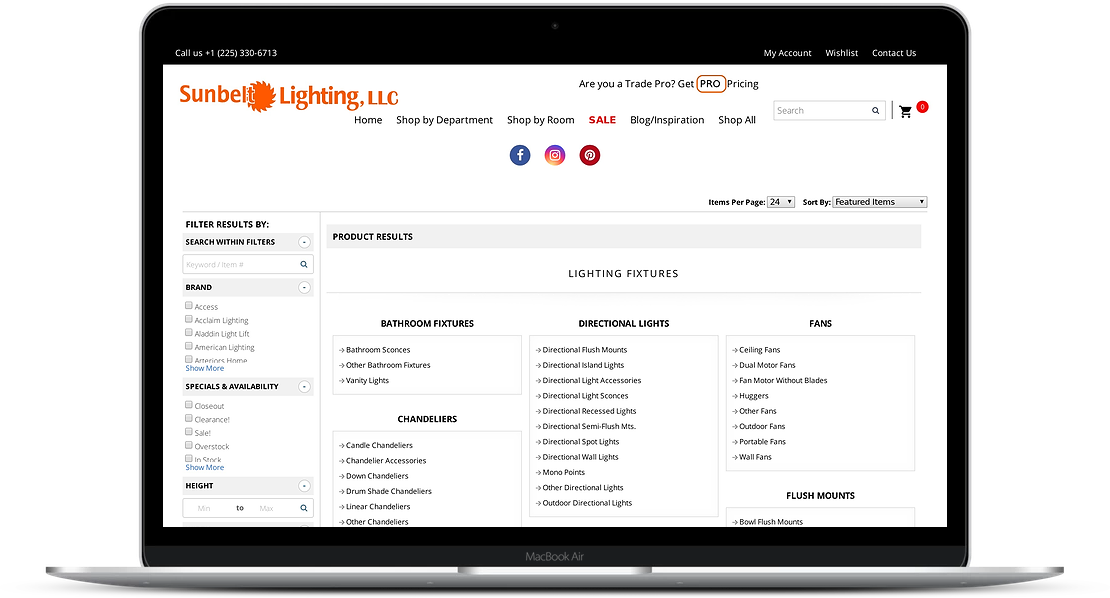 Call us +1 (225) 330-6713
My Account Wishlist Contact Us
Sunbelt Lighting, LLC
Are you a Trade Pro? Get PRO Pricing
Search
0
Home Shop by Department Shop by Room SALE Blog/Inspiration Shop All
Items Per Page: 24 Sort By: Featured Items
FILTER RESULTS BY:
SEARCH WITHIN FILTERS
Keyword / Item #
BRAND
Access
Acclaim Lighting
Aladdin Light Lift
American Lighting
Arteriors Home
Show More
SPECIALS & AVAILABILITY
Closeout
Clearance!
Sale!
Overstock
In Stock
Show More
HEIGHT
Min to Max
PRODUCT RESULTS
LIGHTING FIXTURES
BATHROOM FIXTURES
Bathroom Sconces
Other Bathroom Fixtures
Vanity Lights
CHANDELIERS
Candle Chandeliers
Chandelier Accessories
Down Chandeliers
Drum Shade Chandeliers
Linear Chandeliers
Other Chandeliers
DIRECTIONAL LIGHTS
Directional Flush Mounts
Directional Island Lights
Directional Light Accessories
Directional Light Sconces
Directional Recessed Lights
Directional Semi-Flush Mts.
Directional Spot Lights
Directional Wall Lights
Mono Points
Other Directional Lights
Outdoor Directional Lights
FANS
Ceiling Fans
Dual Motor Fans
Fan Motor Without Blades
Huggers
Other Fans
Outdoor Fans
Portable Fans
Wall Fans
FLUSH MOUNTS
Bowl Flush Mounts
MacBook Air